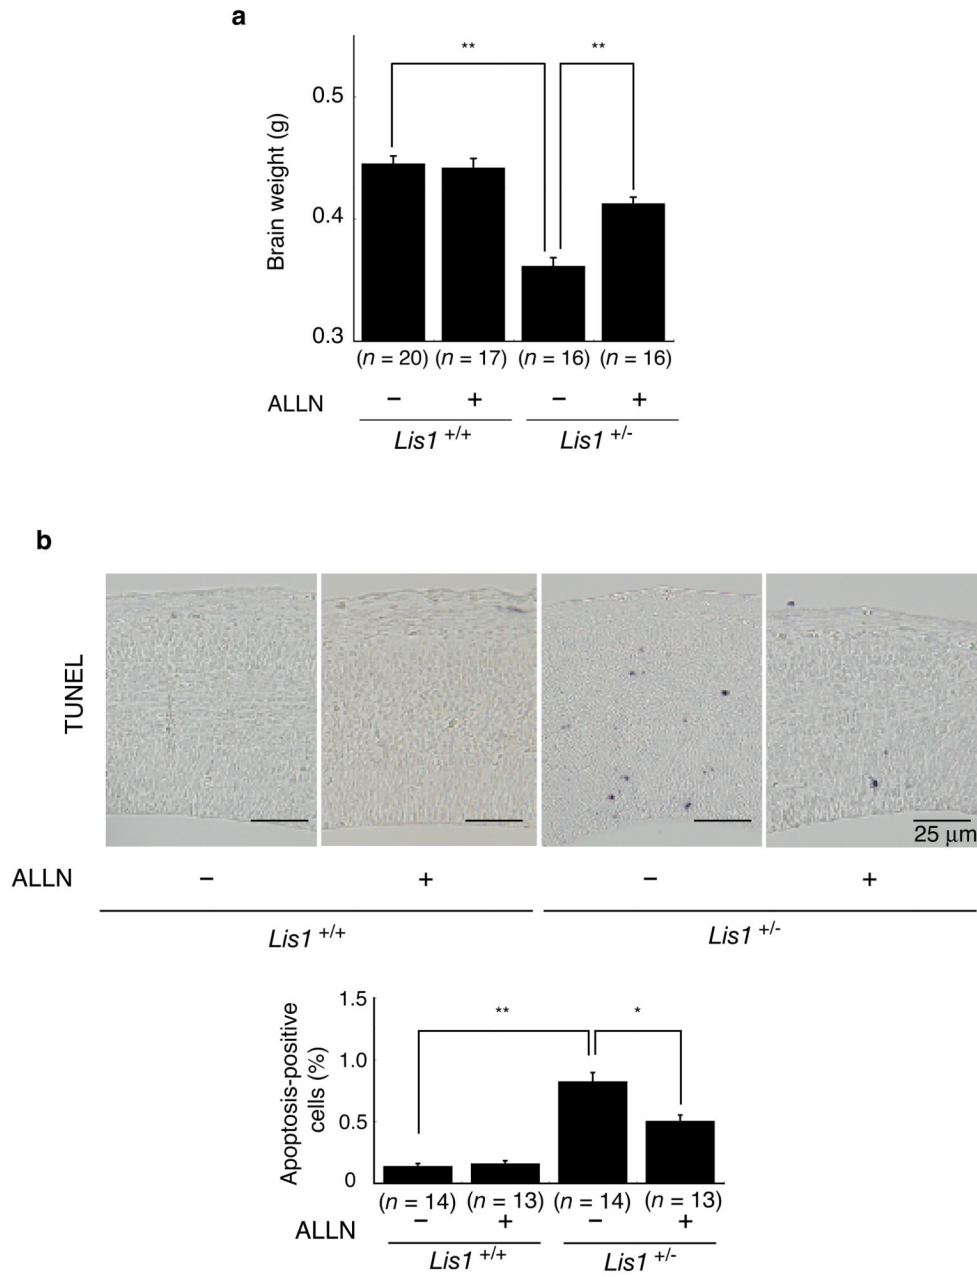 a
** **
Brain weight (g)
0.5
0.4
0.3
(n = 20) (n = 17) (n = 16) (n = 16)
ALLN − + − +
Lis1 +/+ Lis1 +/-
b
TUNEL
25 μm
ALLN − + − +
Lis1 +/+ Lis1 +/-
Apoptosis-positive
cells (%)
** *
1.5
1.0
0.5
0
(n = 14) (n = 13) (n = 14) (n = 13)
ALLN − + − +
Lis1 +/+ Lis1 +/-